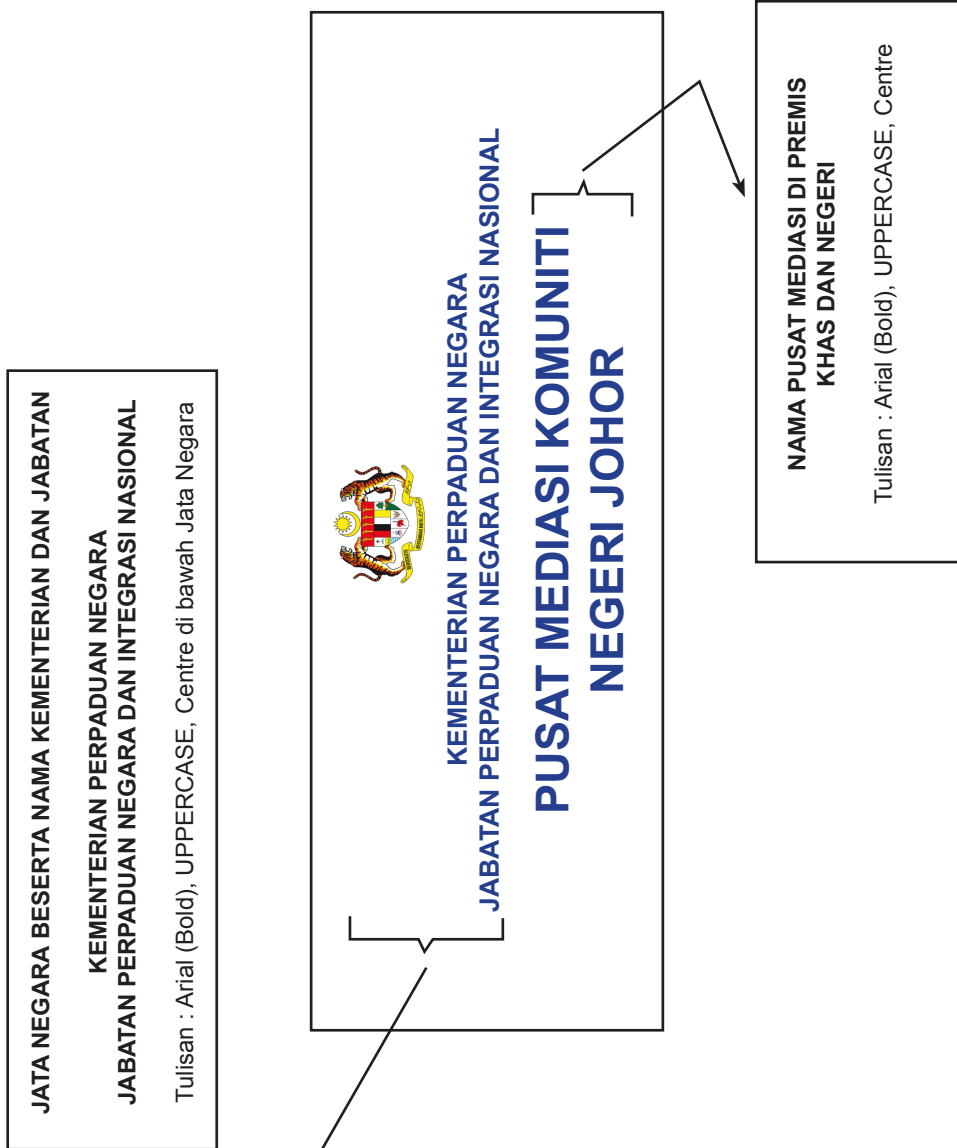 JATA NEGARA BESERTA NAMA KEMENTERIAN DAN JABATAN
KEMENTERIAN PERPADUAN NEGARA
JABATAN PERPADUAN NEGARA DAN INTEGRASI NASIONAL
Tulisan : Arial (Bold), UPPERCASE, Centre di bawah Jata Negara
KEMENTERIAN PERPADUAN NEGARA
JABATAN PERPADUAN NEGARA DAN INTEGRASI NASIONAL
PUSAT MEDIASI KOMUNITI
NEGERI JOHOR
NAMA PUSAT MEDIASI DI PREMIS
KHAS DAN NEGERI
Tulisan : Arial (Bold), UPPERCASE, Centre